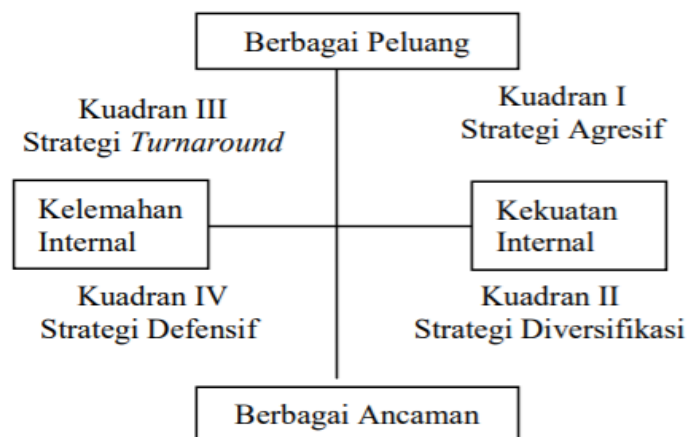 Berbagai Peluang
Kuadran III
Strategi Turnaround
Kuadran I
Strategi Agresif
Kelemahan
Internal
Kekuatan
Internal
Kuadran IV
Strategi Defensif
Kuadran II
Strategi Diversifikasi
Berbagai Ancaman